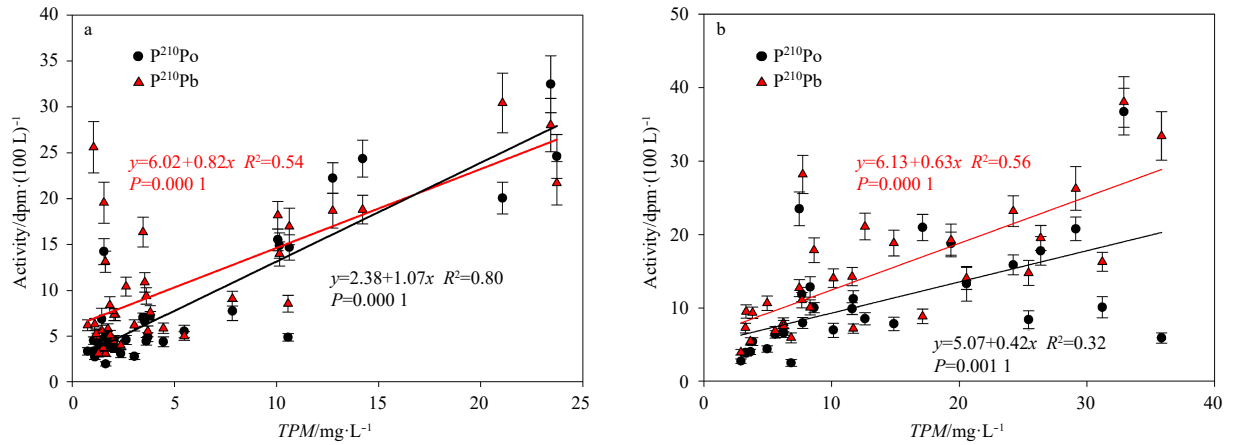 a
P²¹⁰Po
P²¹⁰Pb
y=6.02+0.82x R²=0.54
P=0.000 1
y=2.38+1.07x R²=0.80
P=0.000 1
Activity/dpm·(100 L)⁻¹
40
35
30
25
20
15
10
5
0
0
5
10
15
20
25
TPM/mg·L⁻¹
b
P²¹⁰Po
P²¹⁰Pb
y=6.13+0.63x R²=0.56
P=0.000 1
y=5.07+0.42x R²=0.32
P=0.001 1
Activity/dpm·(100 L)⁻¹
50
40
30
20
10
0
0
10
20
30
40
TPM/mg·L⁻¹